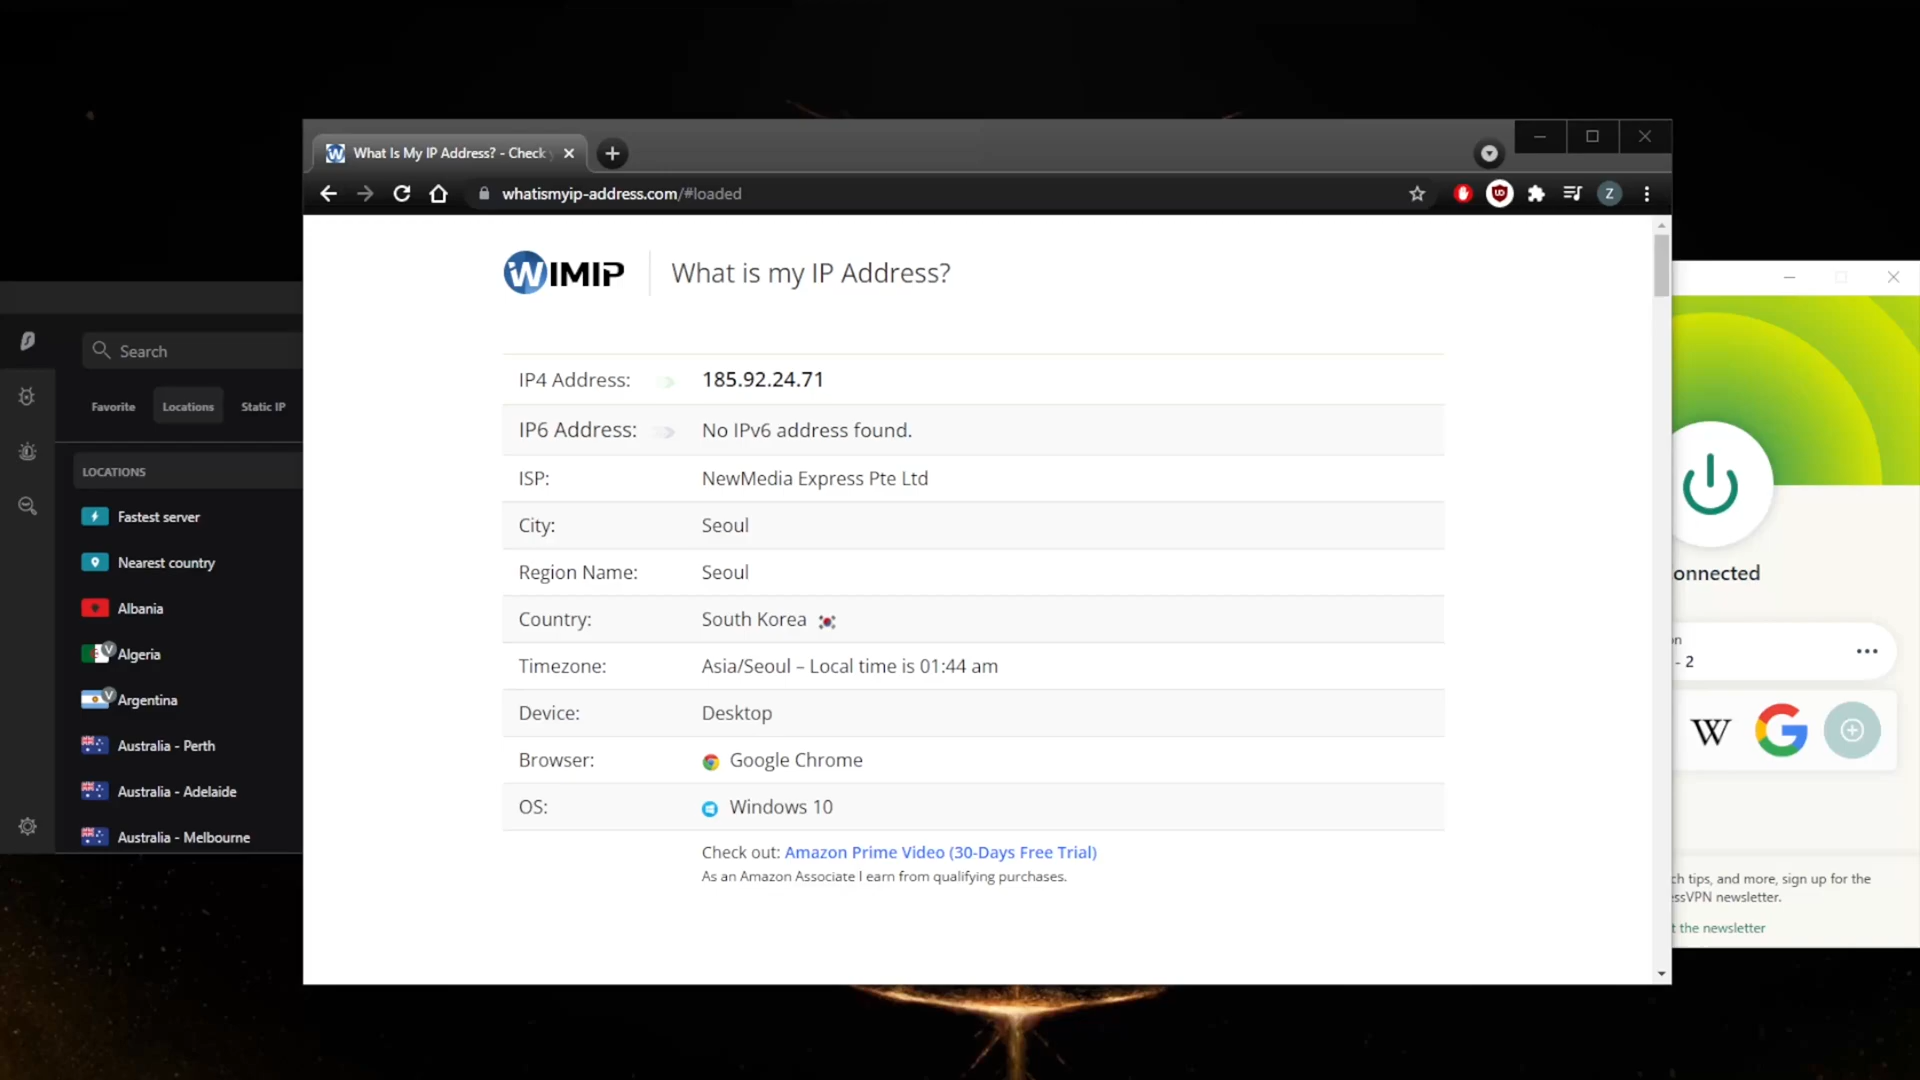 What Is My IP Address? - Check
whatismyip-address.com/#loaded
Z
WIMIP
What is my IP Address?
IP4 Address: 185.92.24.71
IP6 Address: No IPv6 address found.
ISP: NewMedia Express Pte Ltd
City: Seoul
Region Name: Seoul
Country: South Korea
Timezone: Asia/Seoul – Local time is 01:44 am
Device: Desktop
Browser: Google Chrome
OS: Windows 10
Check out: Amazon Prime Video (30-Days Free Trial)
As an Amazon Associate I earn from qualifying purchases.
Search
Favorite
Locations
Static IP
LOCATIONS
Fastest server
Nearest country
Albania
V Algeria
V Argentina
Australia - Perth
Australia - Adelaide
Australia - Melbourne
onnected
on
- 2
W
G
ch tips, and more, sign up for the
ssVPN newsletter.
t the newsletter